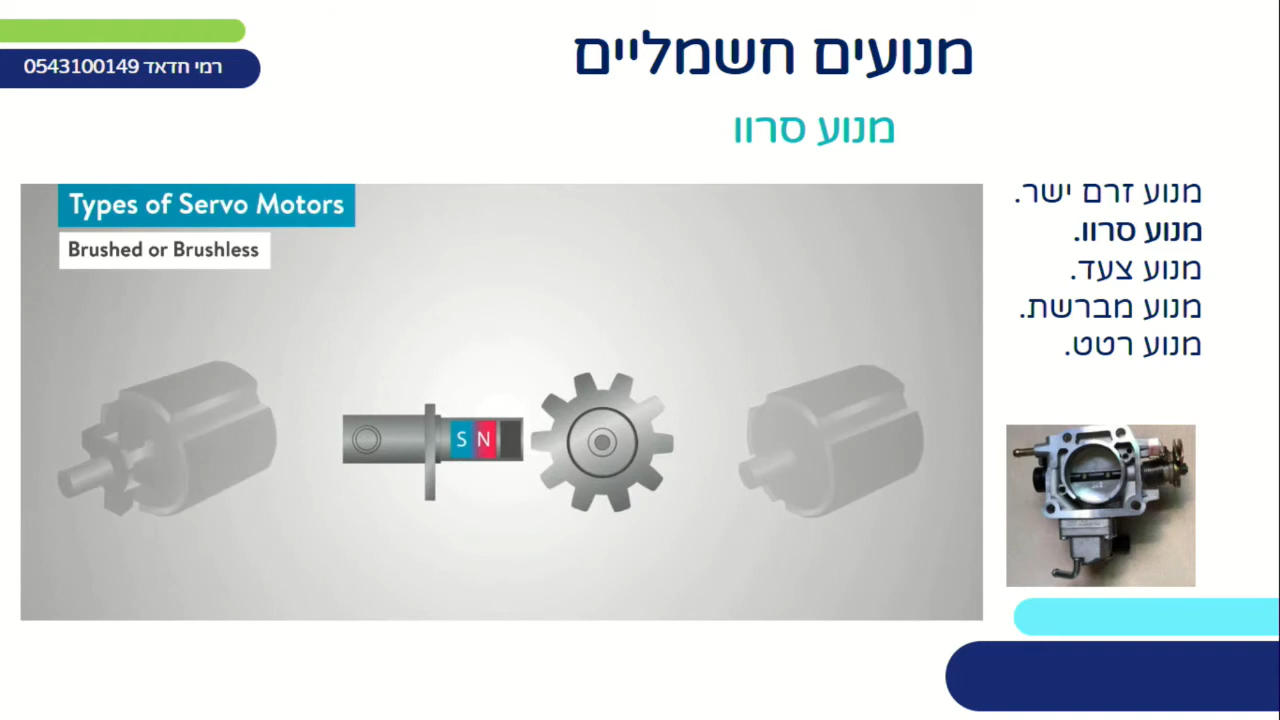 רמי חדאד 0543100149
מנועים חשמליים
מנוע סרוו
Types of Servo Motors
Brushed or Brushless
S N
מנוע זרם ישר.
מנוע סרוו.
מנוע צעד.
מנוע מברשת.
מנוע רטט.